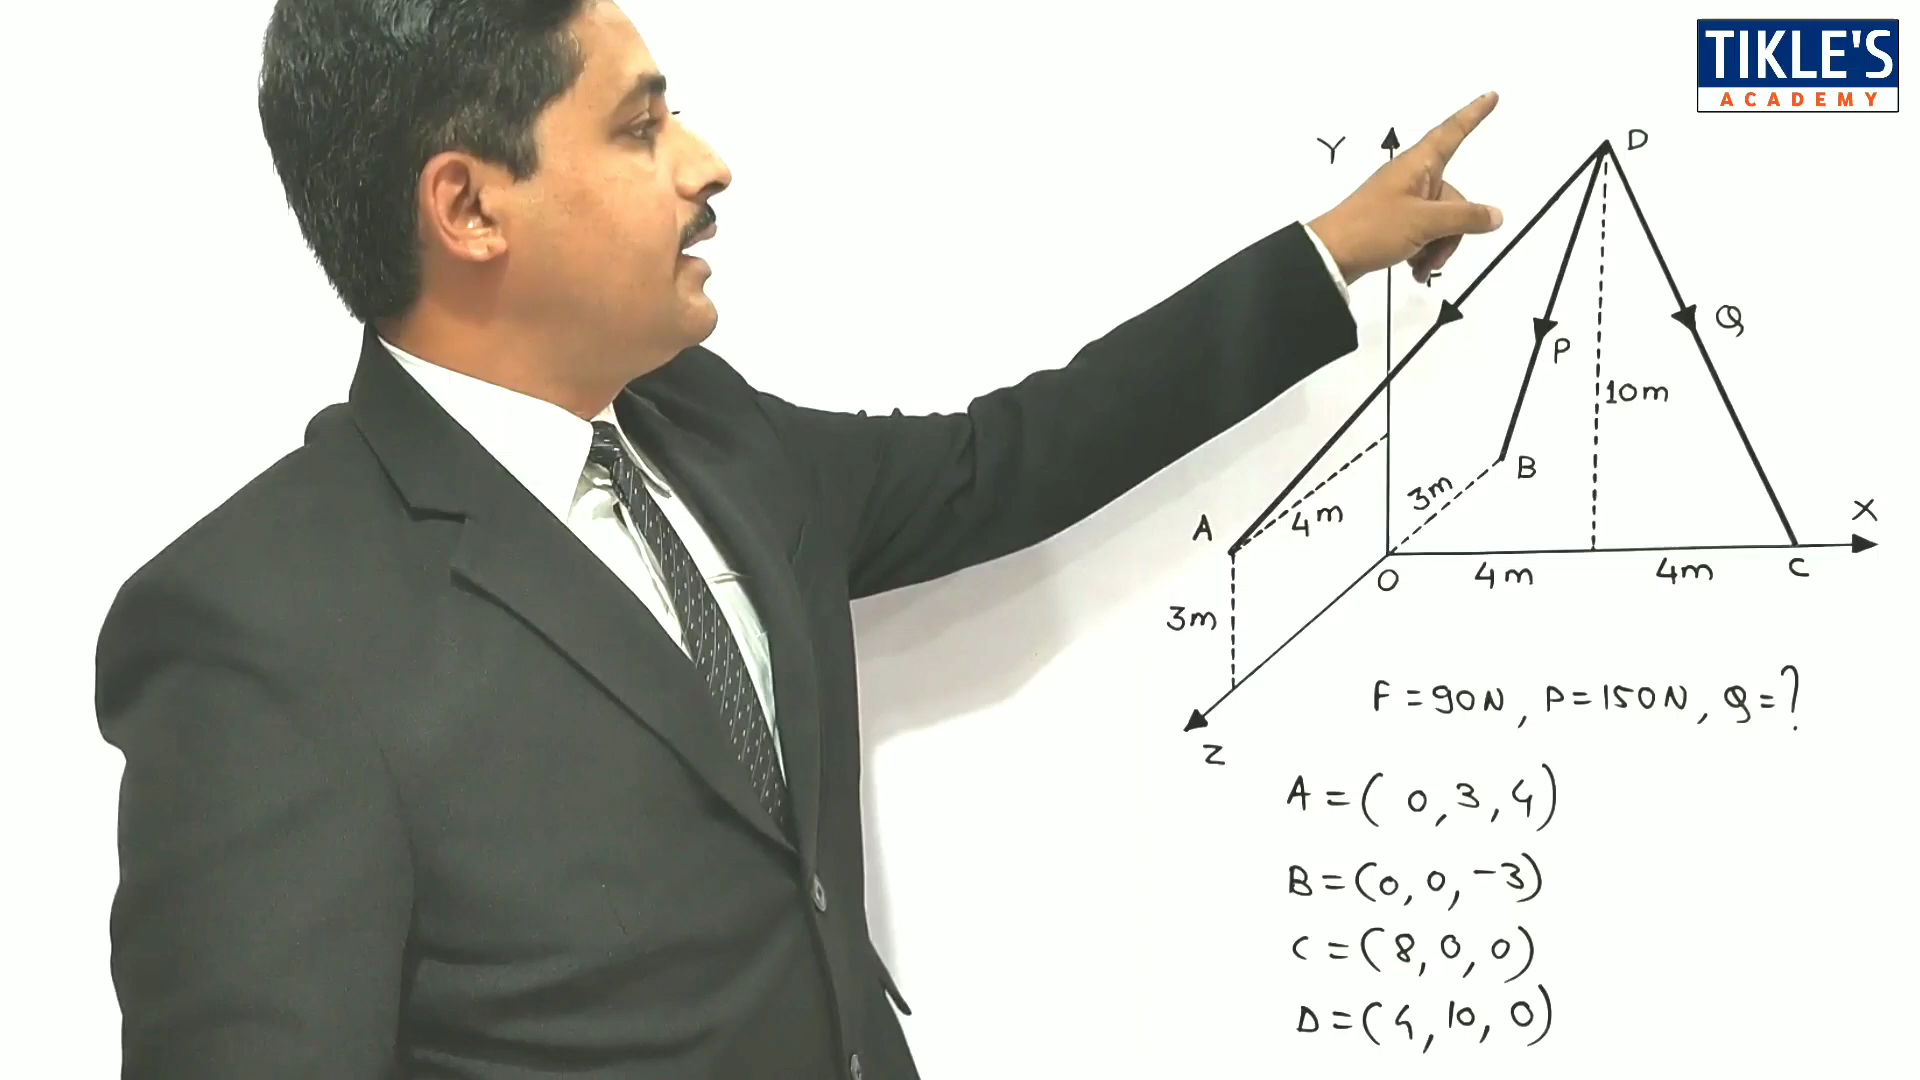 TIKLE'S
ACADEMY
Y
D
Q
P
10m
B
3m
X
A
4m
O
4m
4m
C
3m
Z
F = 90N, P = 150N, Q = ?
A = (0, 3, 4)
B = (0, 0, -3)
C = (8, 0, 0)
D = (4, 10, 0)